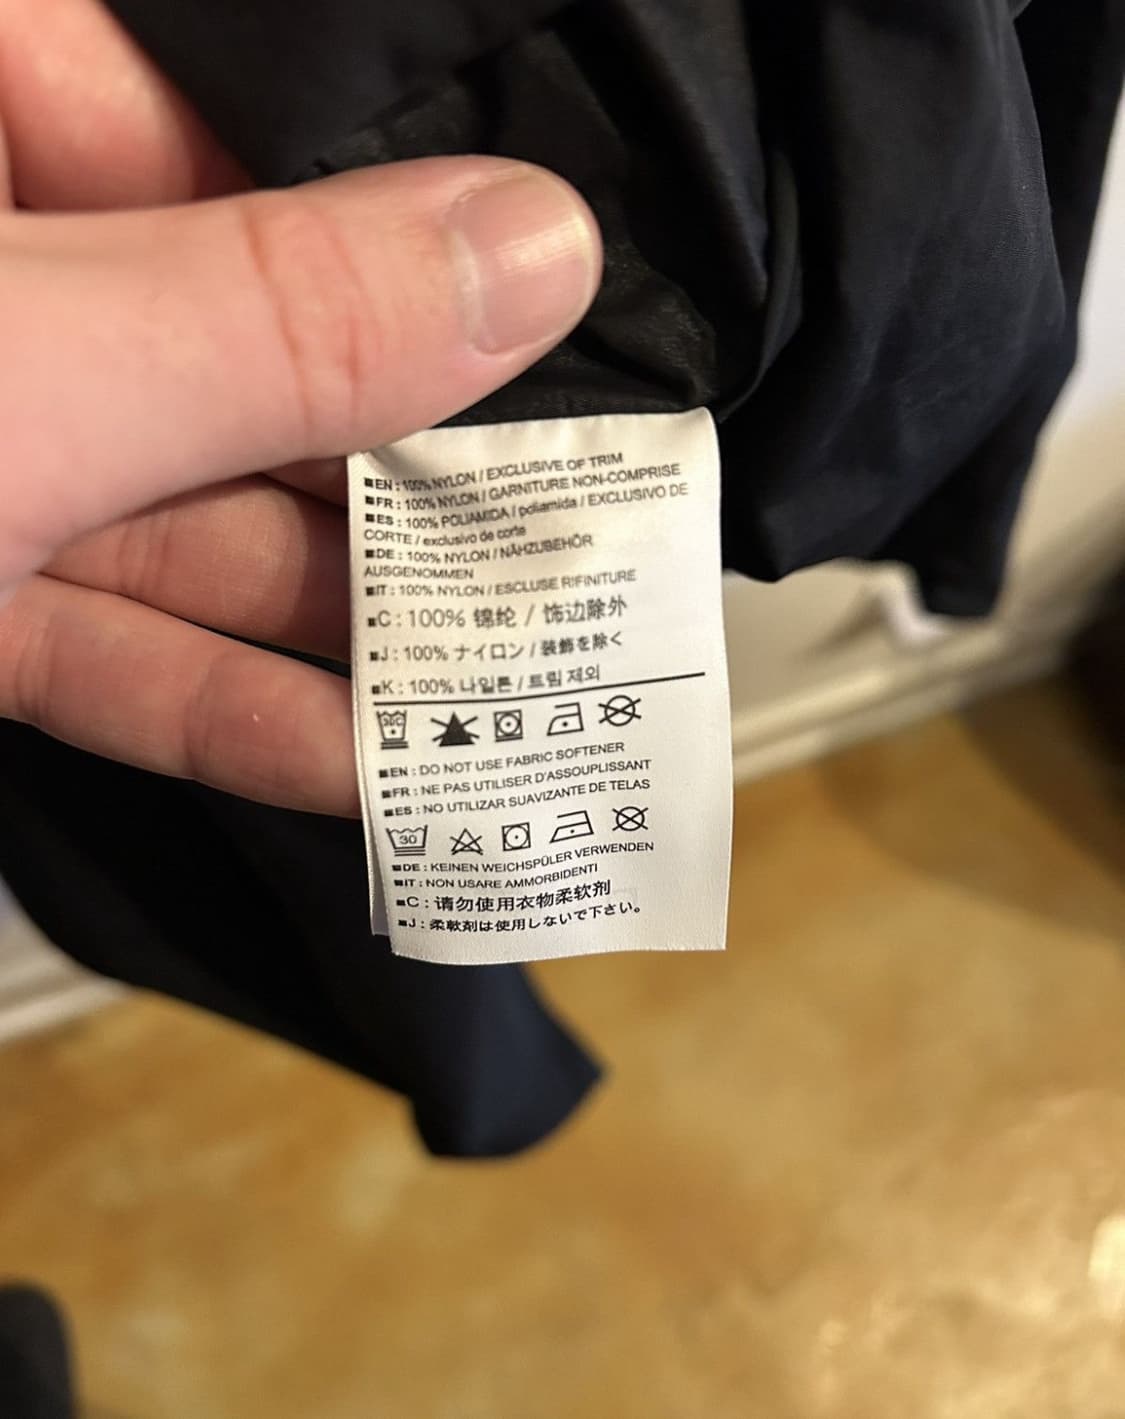 ■EN : 100% NYLON / EXCLUSIVE OF TRIM
■FR : 100% NYLON / GARNITURE NON-COMPRISE
■ES : 100% POLIAMIDA / poliamida / EXCLUSIVO DE
CORTE / exclusivo de corte
■DE : 100% NYLON / NÄHZUBEHÖR
AUSGENOMMEN
■IT : 100% NYLON / ESCLUSE RIFINITURE
■C : 100% 锦纶 / 饰边除外
■J : 100% ナイロン / 装飾を除く
■K : 100% 나일론 / 트림 제외
30C
■EN : DO NOT USE FABRIC SOFTENER
■FR : NE PAS UTILISER D'ASSOUPLISSANT
■ES : NO UTILIZAR SUAVIZANTE DE TELAS
30
■DE : KEINEN WEICHSPÜLER VERWENDEN
■IT : NON USARE AMMORBIDENTI
■C : 请勿使用衣物柔软剂
■J : 柔軟剤は使用しないで下さい。